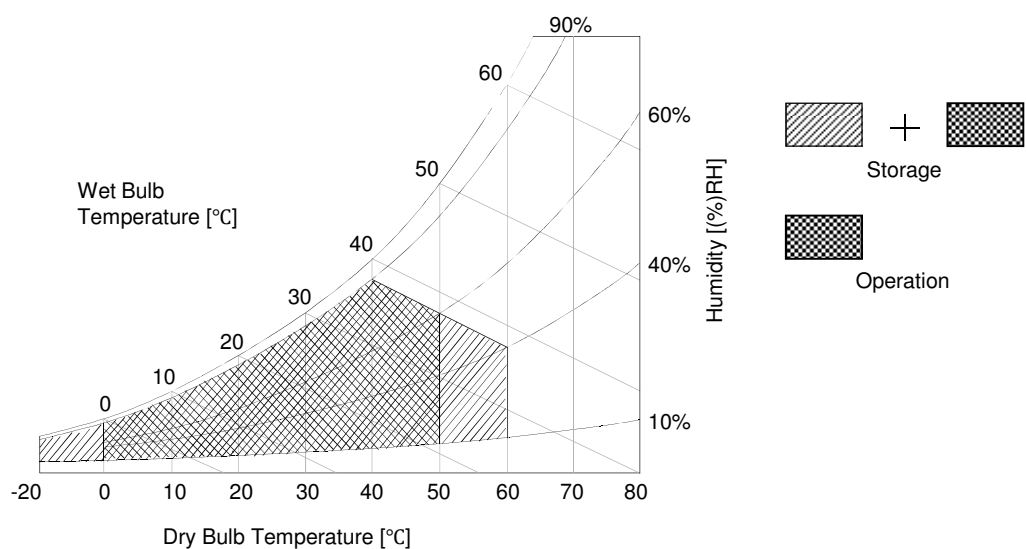 90%
60
60%
50
Wet Bulb
Temperature [℃]
40
40%
30
20
10
0
10%
-20 0 10 20 30 40 50 60 70 80
Dry Bulb Temperature [℃]
Humidity [(%)RH]
Storage
Operation